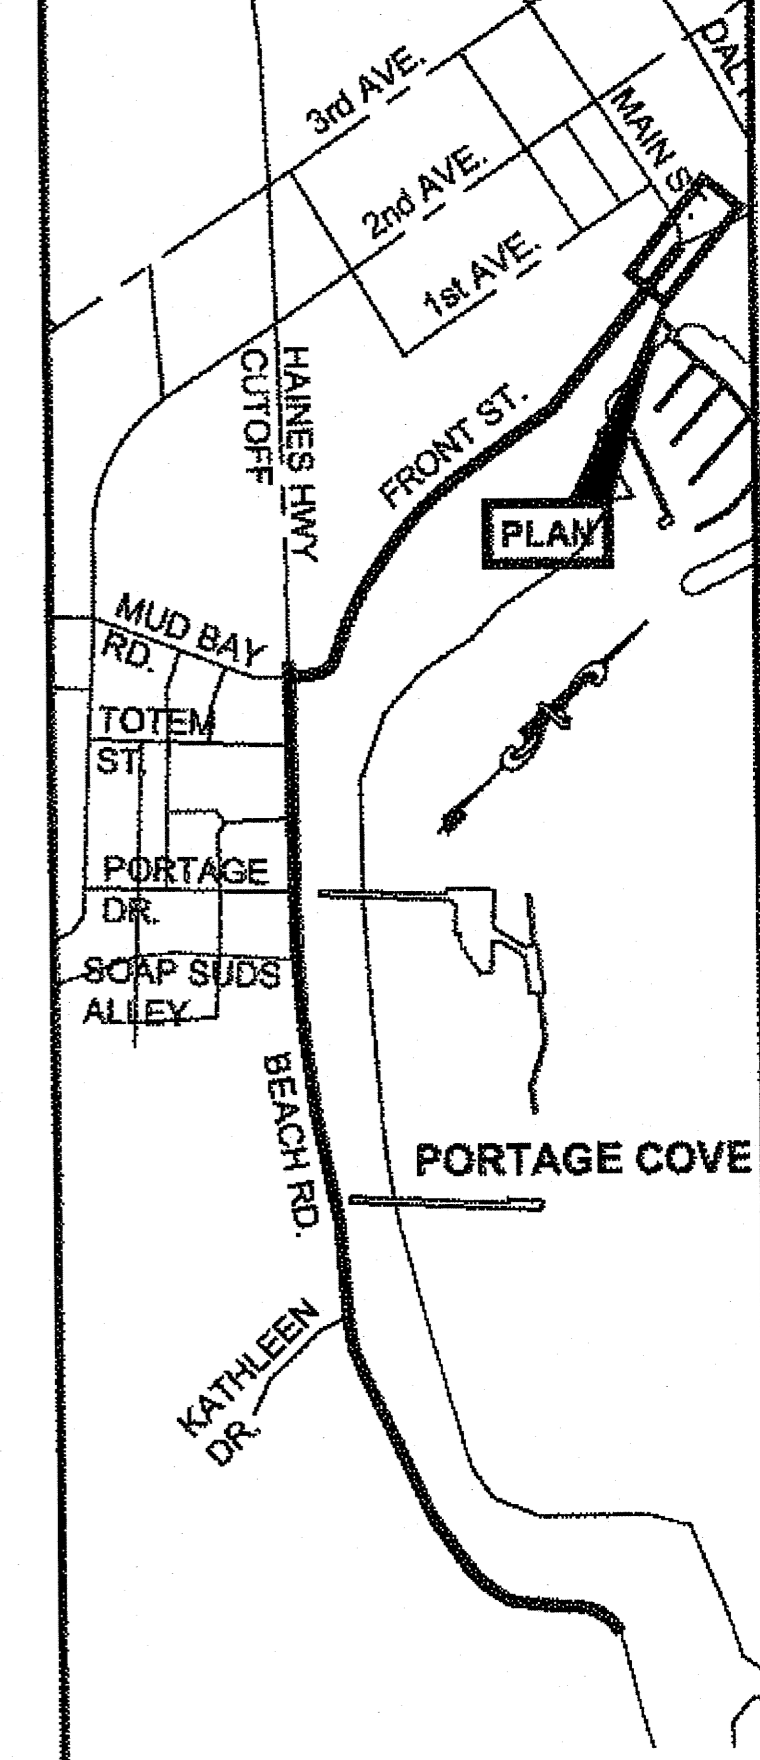 3rd AVE.
2nd AVE.
1st AVE.
MAIN ST.
HAINES HWY
CUTOFF
FRONT ST.
PLAN
MUD BAY
RD.
TOTEM
ST.
PORTAGE
DR.
SOAP SUDS
ALLEY
BEACH RD.
PORTAGE COVE
KATHLEEN
DR.